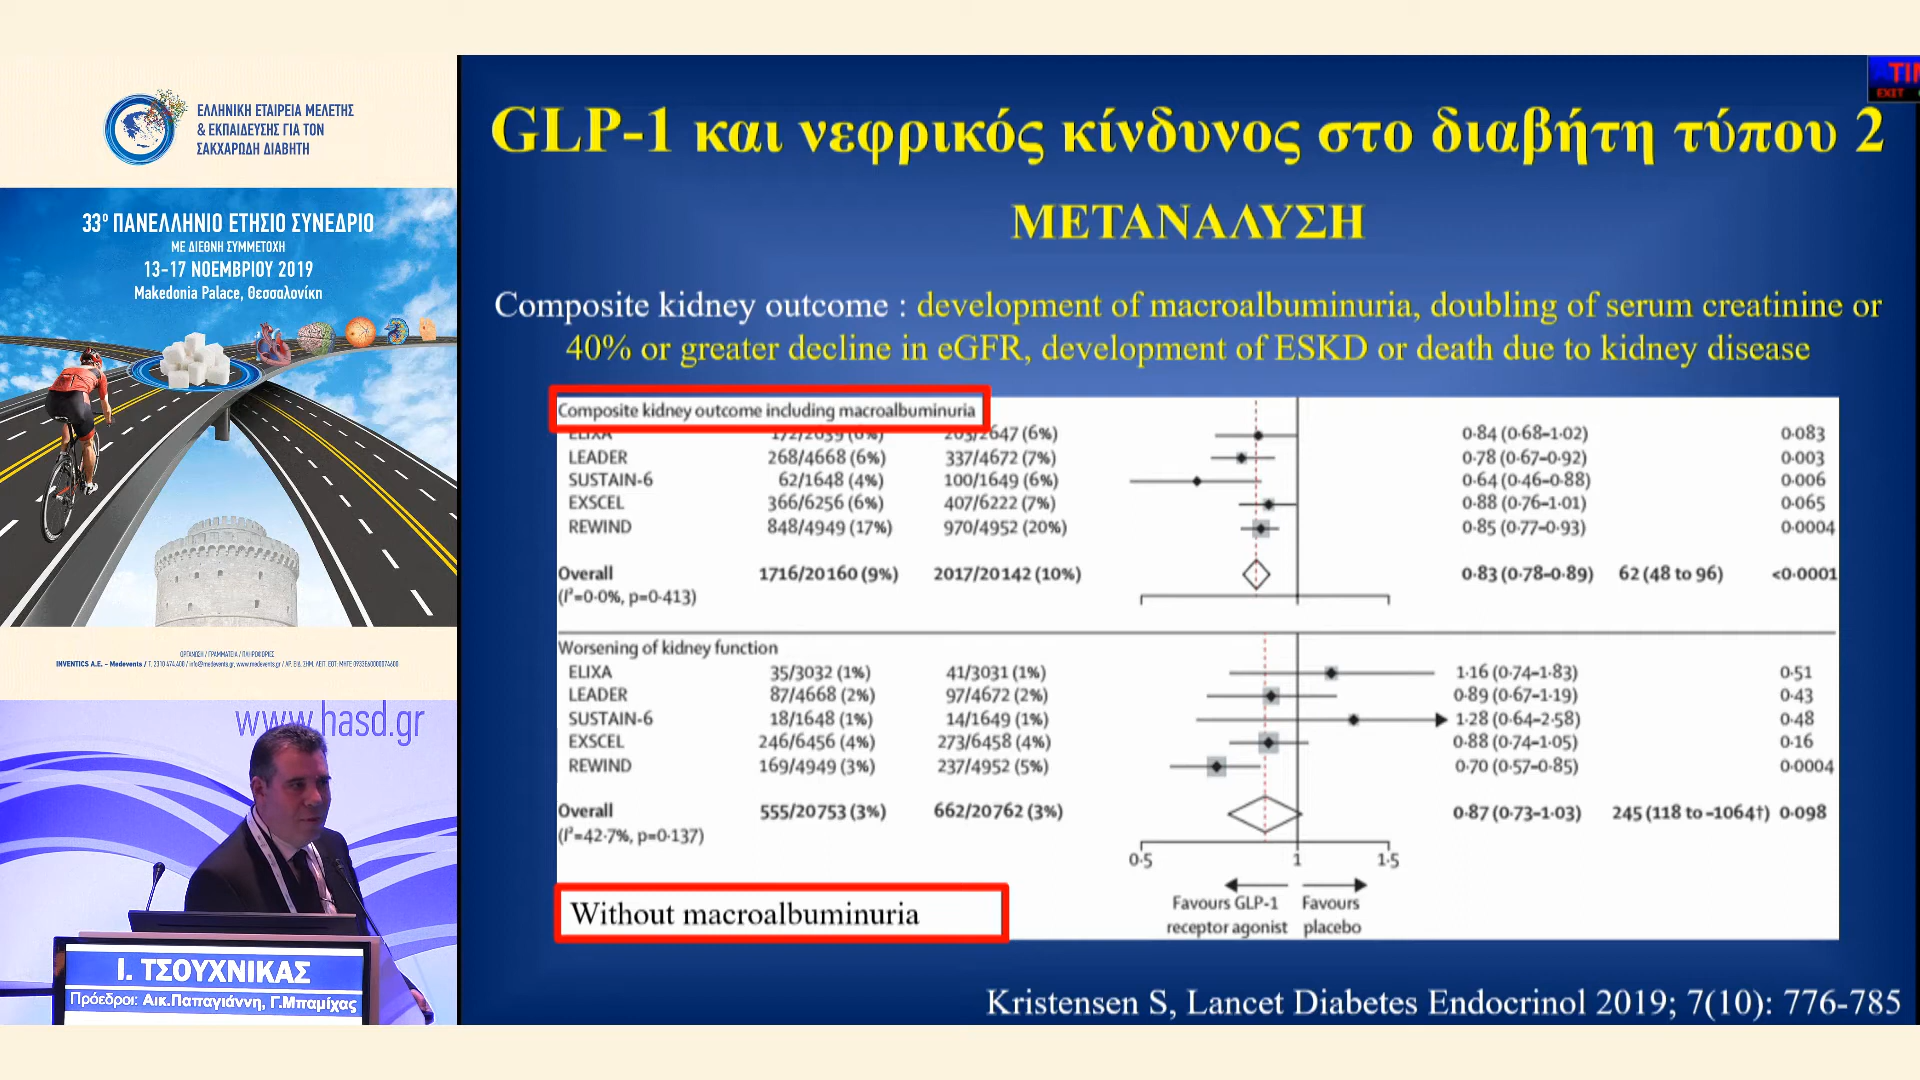 ΕΛΛΗΝΙΚΗ ΕΤΑΙΡΕΙΑ ΜΕΛΕΤΗΣ
& ΕΚΠΑΙΔΕΥΣΗΣ ΓΙΑ ΤΟΝ
ΣΑΚΧΑΡΩΔΗ ΔΙΑΒΗΤΗ
33º ΠΑΝΕΛΛΗΝΙΟ ΕΤΗΣΙΟ ΣΥΝΕΔΡΙΟ
ΜΕ ΔΙΕΘΝΗ ΣΥΜΜΕΤΟΧΗ
13-17 ΝΟΕΜΒΡΙΟΥ 2019
Makedonia Palace, Θεσσαλονίκη
ΟΡΓΑΝΩΣΗ / ΓΡΑΜΜΑΤΕΙΑ / ΠΛΗΡΟΦΟΡΙΕΣ
INVENTICS A.E. – Medevents /
www.hasd.gr
Ι. ΤΣΟΥΧΝΙΚΑΣ
Πρόεδροι: Αικ.Παπαγιάννη, Γ.Μπαμίχας
EXIT
GLP-1 και νεφρικός κίνδυνος στο διαβήτη τύπου 2
ΜΕΤΑΝΑΛΥΣΗ
Composite kidney outcome : development of macroalbuminuria, doubling of serum creatinine or
40% or greater decline in eGFR, development of ESKD or death due to kidney disease
Composite kidney outcome including macroalbuminuria
ELIXA 172/2639 (6%) 203/2647 (6%) 0·84 (0·68–1·02) 0·083
LEADER 268/4668 (6%) 337/4672 (7%) 0·78 (0·67–0·92) 0·003
SUSTAIN-6 62/1648 (4%) 100/1649 (6%) 0·64 (0·46–0·88) 0·006
EXSCEL 366/6256 (6%) 407/6222 (7%) 0·88 (0·76–1·01) 0·065
REWIND 848/4949 (17%) 970/4952 (20%) 0·85 (0·77–0·93) 0·0004
Overall 1716/20160 (9%) 2017/20142 (10%) 0·83 (0·78–0·89) 62 (48 to 96) <0·0001
(I²=0·0%, p=0·413)
Worsening of kidney function
ELIXA 35/3032 (1%) 41/3031 (1%) 1·16 (0·74–1·83) 0·51
LEADER 87/4668 (2%) 97/4672 (2%) 0·89 (0·67–1·19) 0·43
SUSTAIN-6 18/1648 (1%) 14/1649 (1%) 1·28 (0·64–2·58) 0·48
EXSCEL 246/6456 (4%) 273/6458 (4%) 0·88 (0·74–1·05) 0·16
REWIND 169/4949 (3%) 237/4952 (5%) 0·70 (0·57–0·85) 0·0004
Overall 555/20753 (3%) 662/20762 (3%) 0·87 (0·73–1·03) 245 (118 to –1064†) 0·098
(I²=42·7%, p=0·137)
0·5 1 1·5
Favours GLP-1 Favours
receptor agonist placebo
Without macroalbuminuria
Kristensen S, Lancet Diabetes Endocrinol 2019; 7(10): 776-785